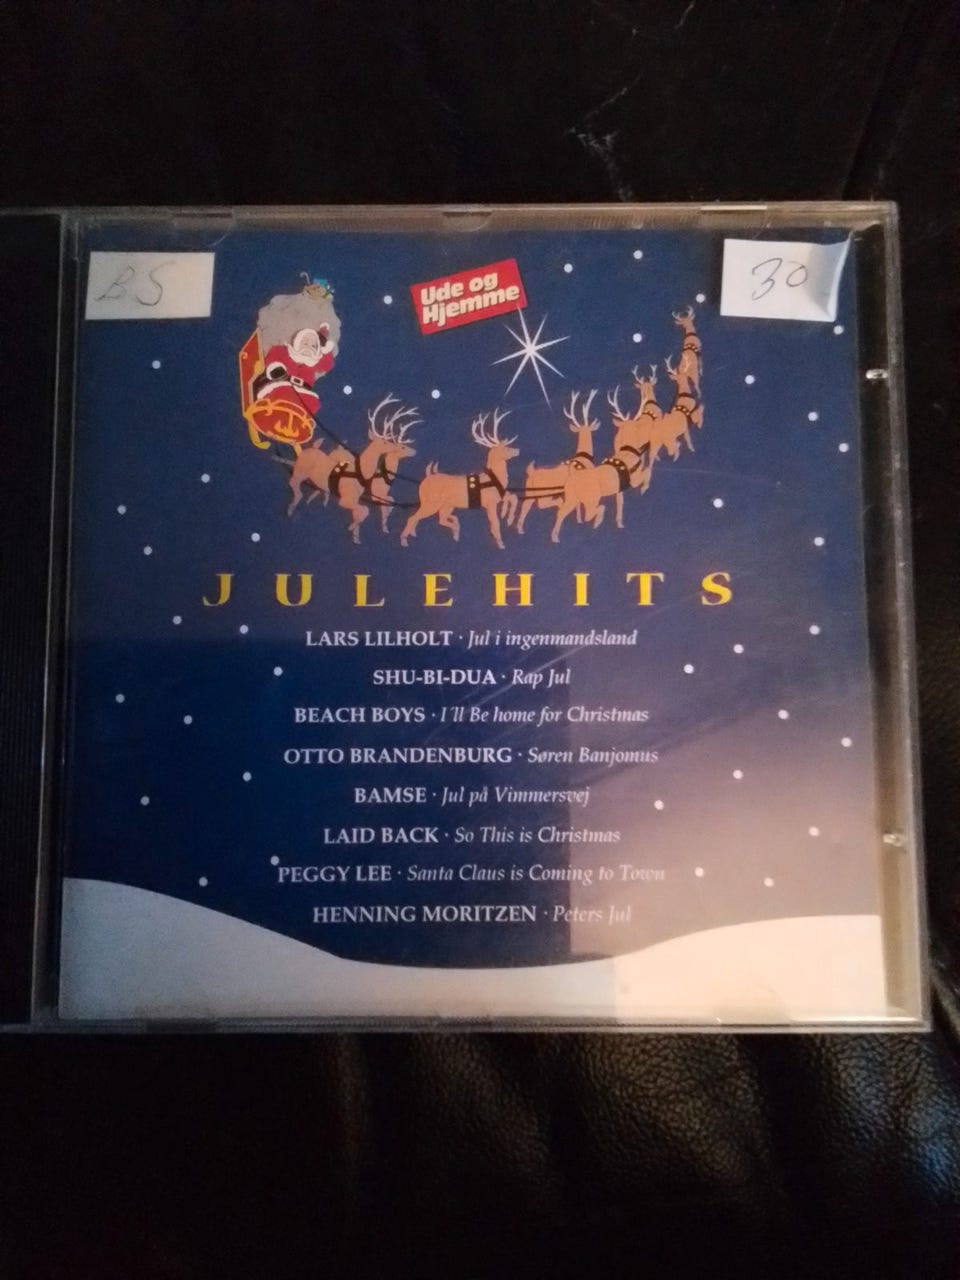 BS
30
Ude og
Hjemme
JULEHITS
LARS LILHOLT · Jul i ingenmandsland
SHU-BI-DUA · Rap Jul
BEACH BOYS · I´ll Be home for Christmas
OTTO BRANDENBURG · Søren Banjomus
BAMSE · Jul på Vimmersvej
LAID BACK · So This is Christmas
PEGGY LEE · Santa Claus is Coming to Town
HENNING MORITZEN · Peters Jul